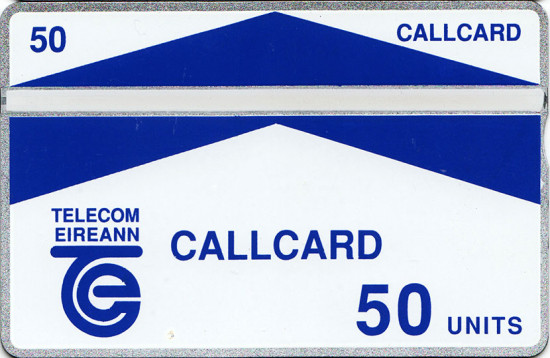 50 CALLCARD
TELECOM
EIREANN
CALLCARD
50 UNITS